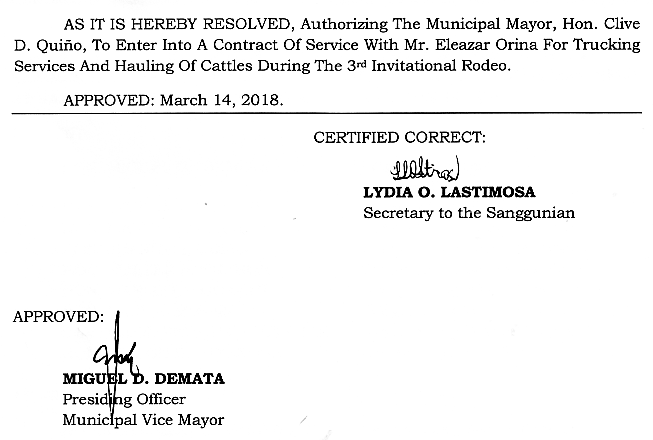 AS IT IS HEREBY RESOLVED, Authorizing The Municipal Mayor, Hon. Clive
D. Quiño, To Enter Into A Contract Of Service With Mr. Eleazar Orina For Trucking
Services And Hauling Of Cattles During The 3rd Invitational Rodeo.
APPROVED: March 14, 2018.
CERTIFIED CORRECT:
LYDIA O. LASTIMOSA
Secretary to the Sanggunian
APPROVED:
MIGUEL D. DEMATA
Presiding Officer
Municipal Vice Mayor